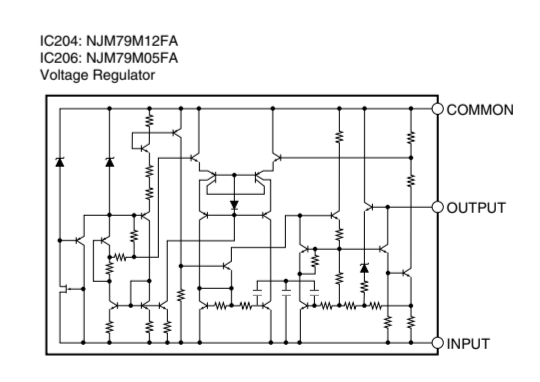 IC204: NJM79M12FA
IC206: NJM79M05FA
Voltage Regulator
COMMON
OUTPUT
INPUT